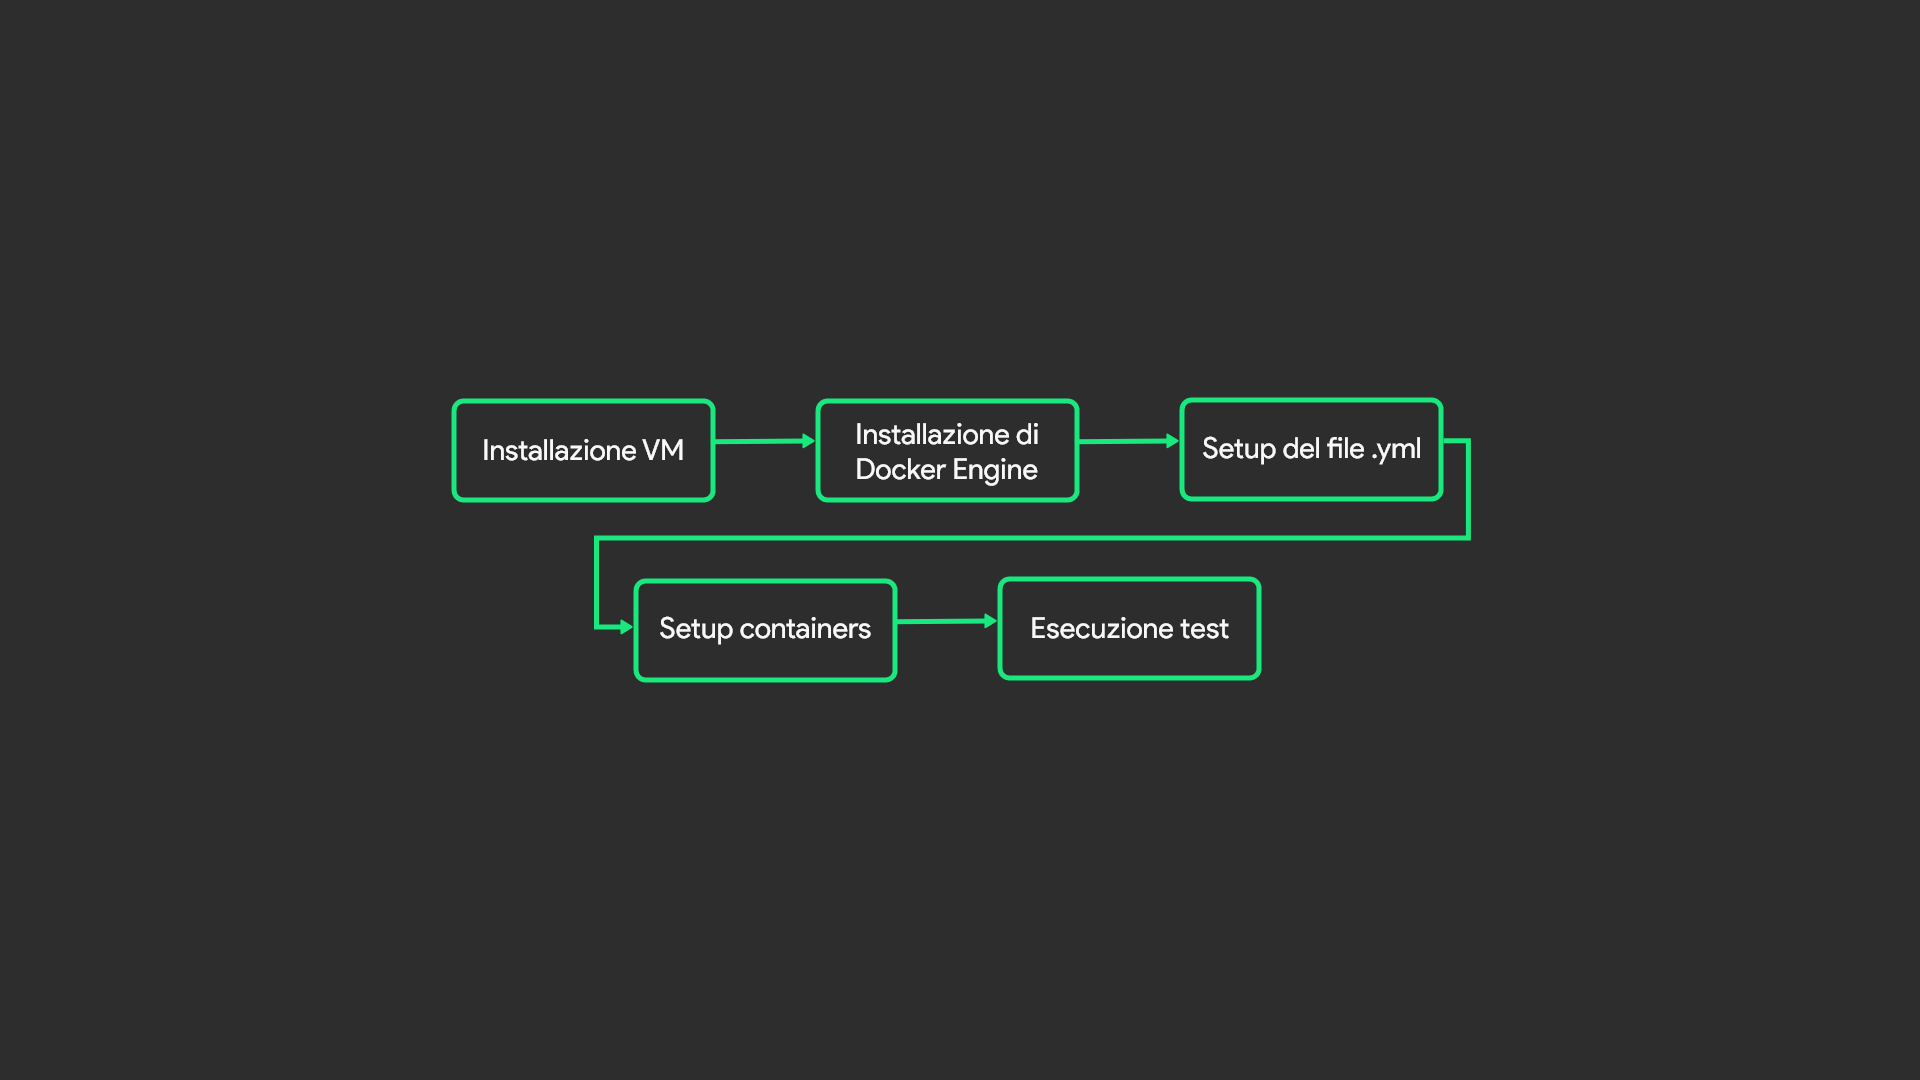 Installazione VM
Installazione di
Docker Engine
Setup del file .yml
Setup containers
Esecuzione test